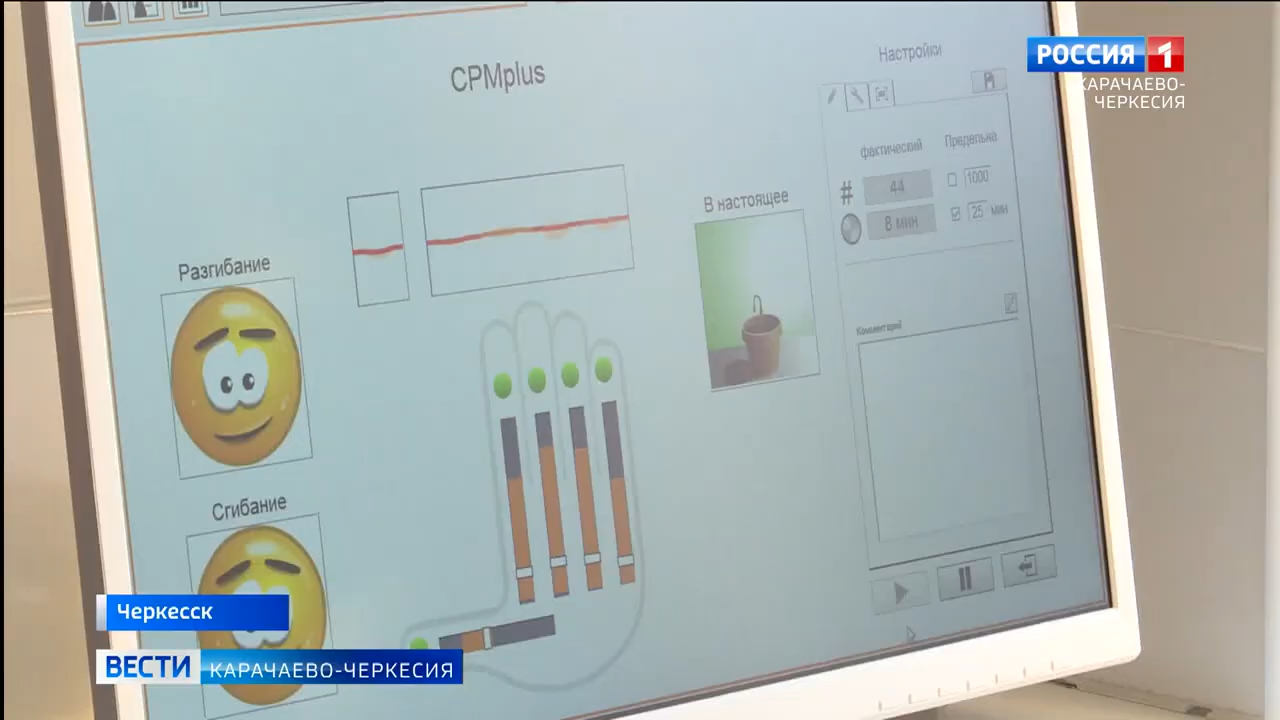 CPMplus
Настройки
РОССИЯ 1
КАРАЧАЕВО-
ЧЕРКЕСИЯ
фактический
Предельна
# 44
1000
8 мин
25 мин
В настоящее
Разгибание
Комментарий
Сгибание
Черкесск
ВЕСТИ КАРАЧАЕВО-ЧЕРКЕСИЯ